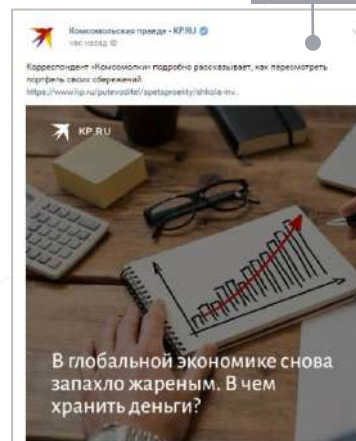 Комсомольская правда - KP.RU
час назад
Корреспондент «Комсомолки» подробно рассказывает, как пересмотреть
портфель своих сбережений
https://www.kp.ru/putevoditel/spetsproekty/shkola-inv..
KP.RU
В глобальной экономике снова
запахло жареным. В чем
хранить деньги?